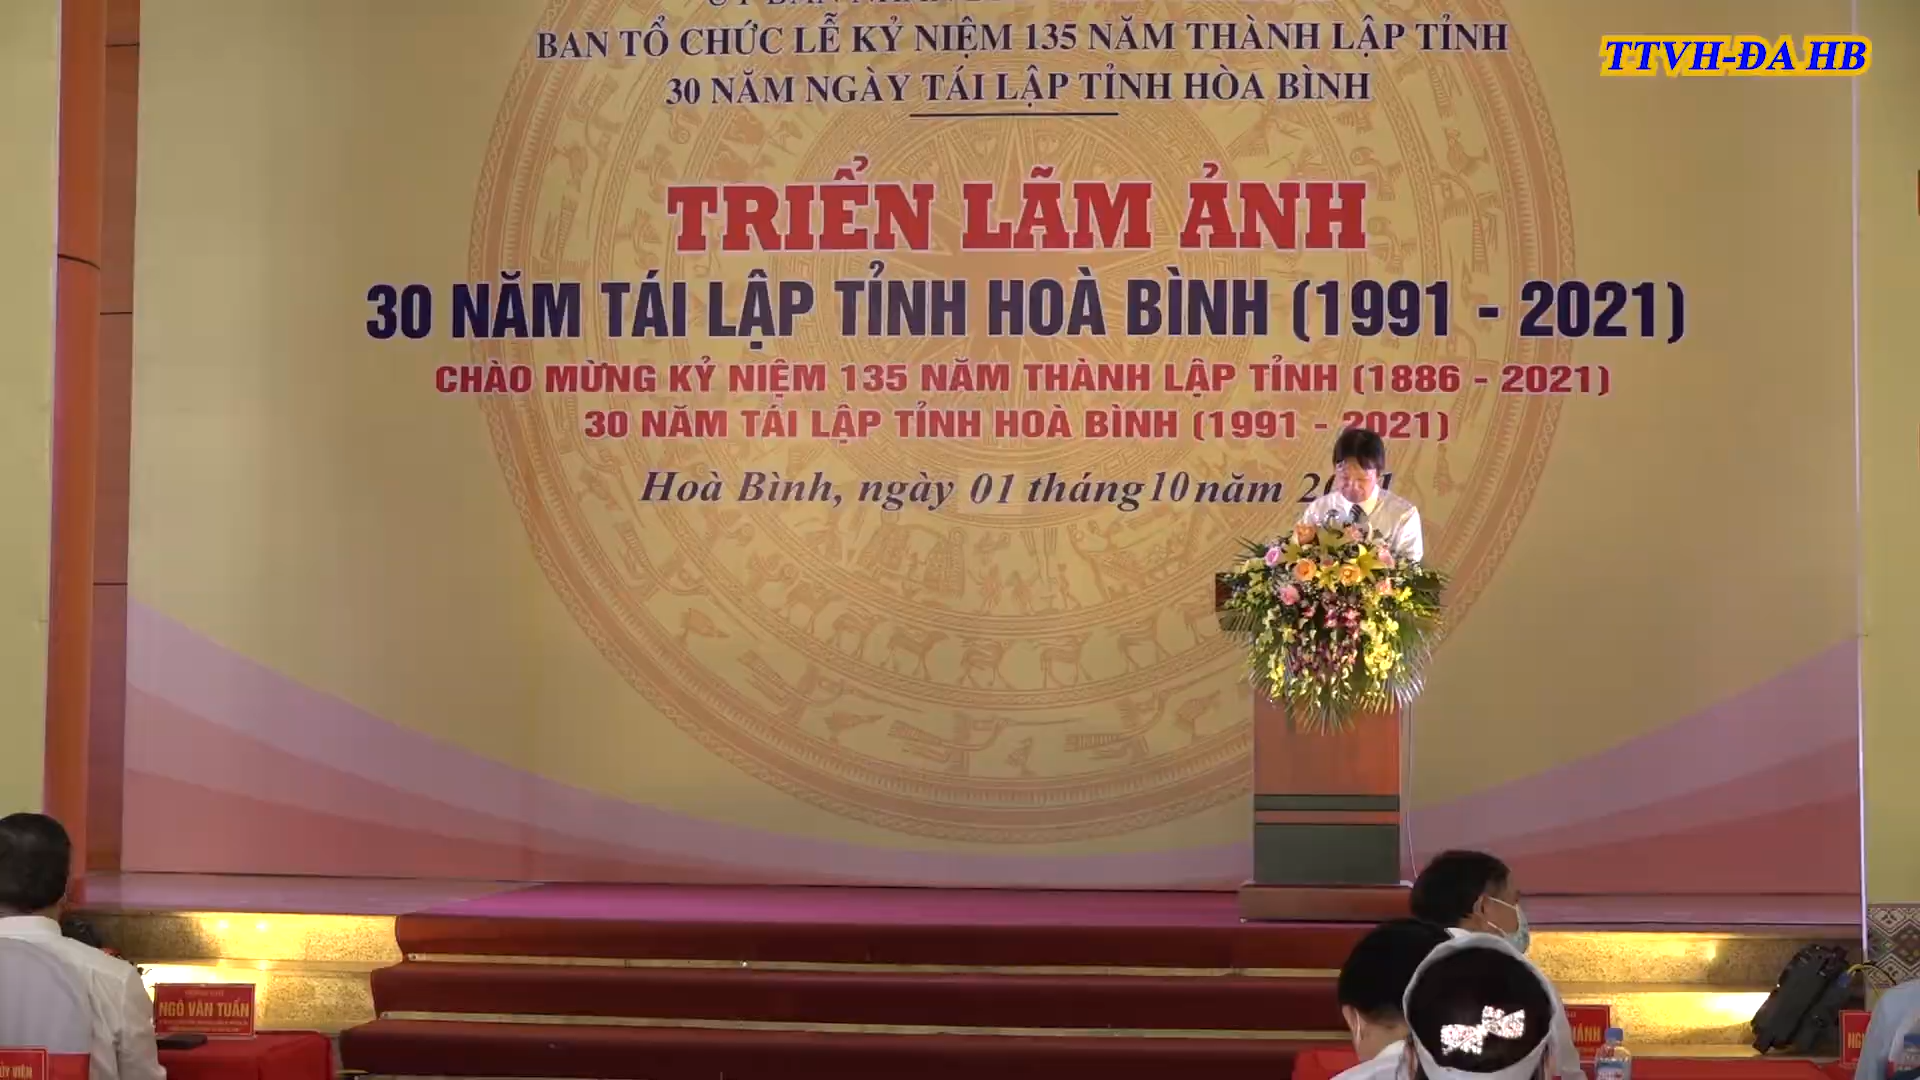 BAN TỔ CHỨC LỄ KỶ NIỆM 135 NĂM THÀNH LẬP TỈNH
30 NĂM NGÀY TÁI LẬP TỈNH HÒA BÌNH
TTVH-ĐA HB
TRIỂN LÃM ẢNH
30 NĂM TÁI LẬP TỈNH HOÀ BÌNH (1991 - 2021)
CHÀO MỪNG KỶ NIỆM 135 NĂM THÀNH LẬP TỈNH (1886 - 2021)
30 NĂM TÁI LẬP TỈNH HOÀ BÌNH (1991 - 2021)
Hoà Bình, ngày 01 tháng 10 năm
NGÔ VĂN TUẤN